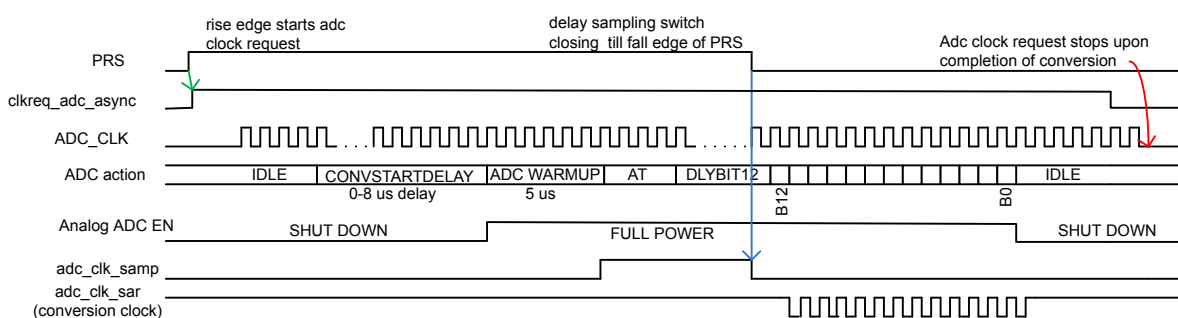 rise edge starts adc
clock request
delay sampling switch
closing till fall edge of PRS
Adc clock request stops upon
completion of conversion
PRS
clkreq_adc_async
ADC_CLK
ADC action
IDLE
CONVSTARTDELAY
ADC WARMUP
AT
DLYBIT12
B12
B0
IDLE
0-8 us delay
5 us
Analog ADC EN
SHUT DOWN
FULL POWER
SHUT DOWN
adc_clk_samp
adc_clk_sar
(conversion clock)